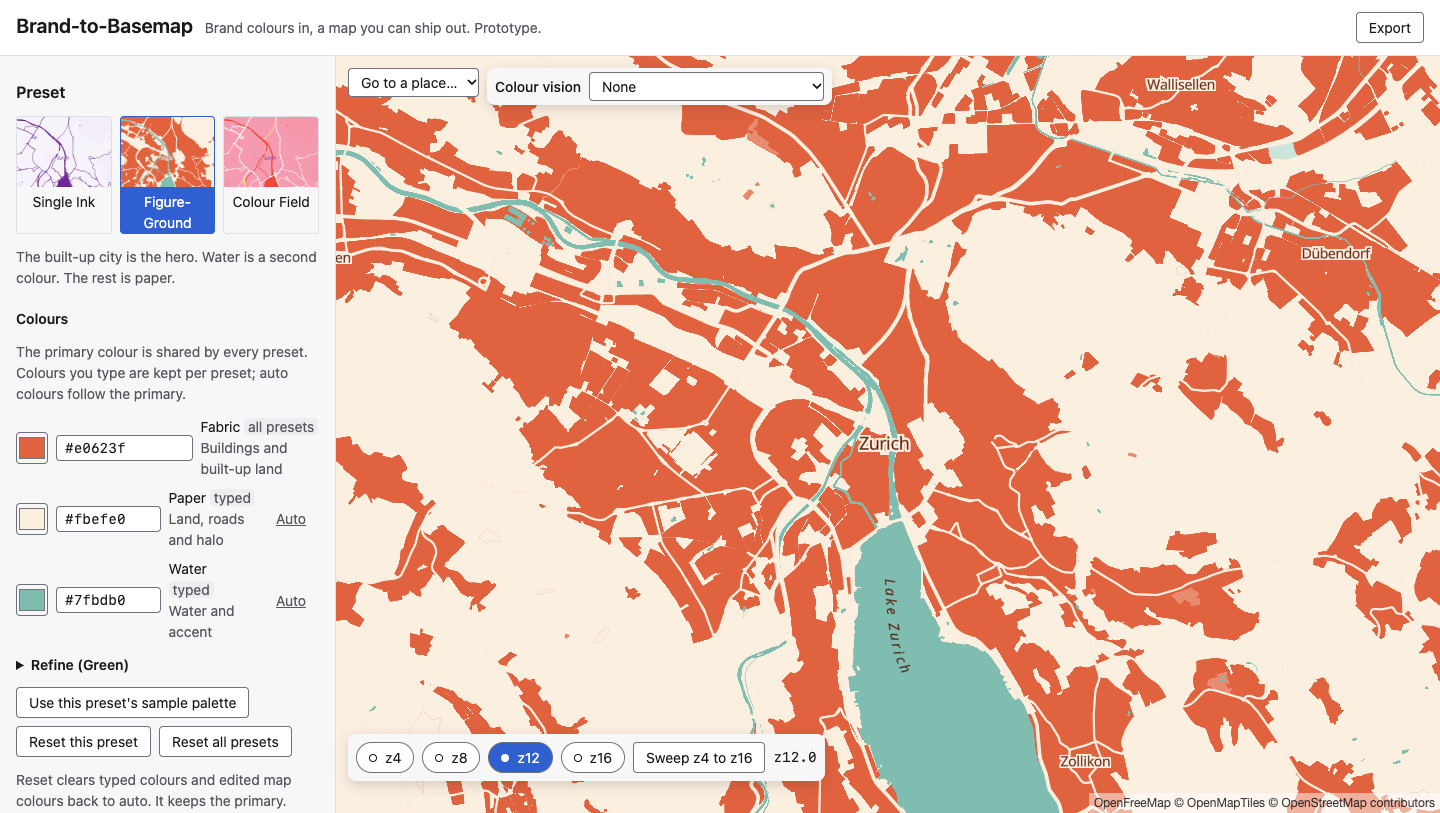 Brand-to-Basemap
Brand colours in, a map you can ship out. Prototype.
Export
Preset
Single Ink
Figure-
Ground
Colour Field
The built-up city is the hero. Water is a second
colour. The rest is paper.
Colours
The primary colour is shared by every preset.
Colours you type are kept per preset; auto
colours follow the primary.
#e0623f
Fabric all presets
Buildings and
built-up land
#fbefe0
Paper typed
Land, roads
and halo
Auto
#7fbdb0
Water
typed
Water and
accent
Auto
Refine (Green)
Use this preset's sample palette
Reset this preset
Reset all presets
Reset clears typed colours and edited map
colours back to auto. It keeps the primary.
Go to a place...
Colour vision
None
Wallisellen
Dübendorf
en
Zurich
Lake Zurich
Zollikon
z4
z8
z12
z16
Sweep z4 to z16
z12.0
OpenFreeMap © OpenMapTiles © OpenStreetMap contributors